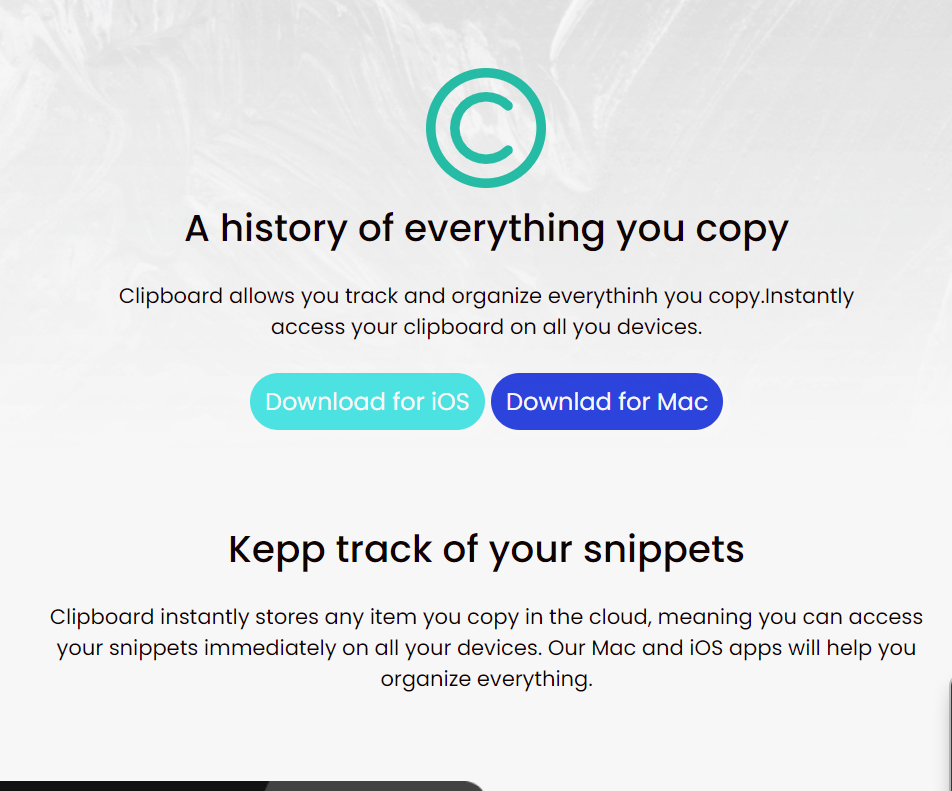 A history of everything you copy
Clipboard allows you track and organize everythinh you copy.Instantly
access your clipboard on all you devices.
Download for iOS Downlad for Mac
Kepp track of your snippets
Clipboard instantly stores any item you copy in the cloud, meaning you can access
your snippets immediately on all your devices. Our Mac and iOS apps will help you
organize everything.